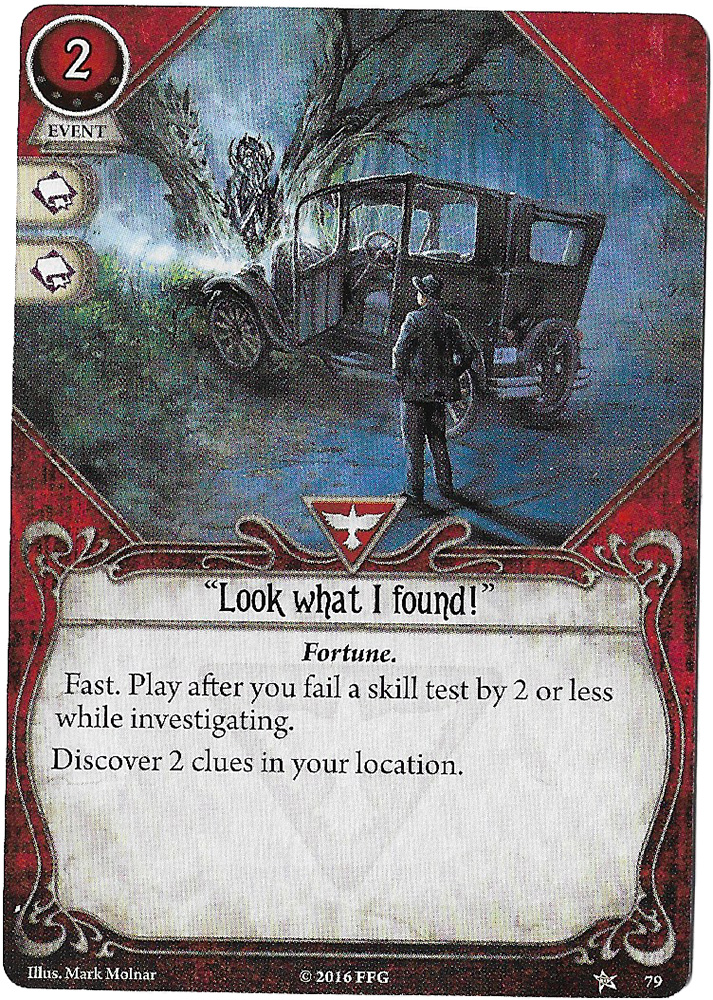 2
EVENT
“Look what I found!”
Fortune.
Fast. Play after you fail a skill test by 2 or less
while investigating.
Discover 2 clues in your location.
Illus. Mark Molnar
© 2016 FFG
79